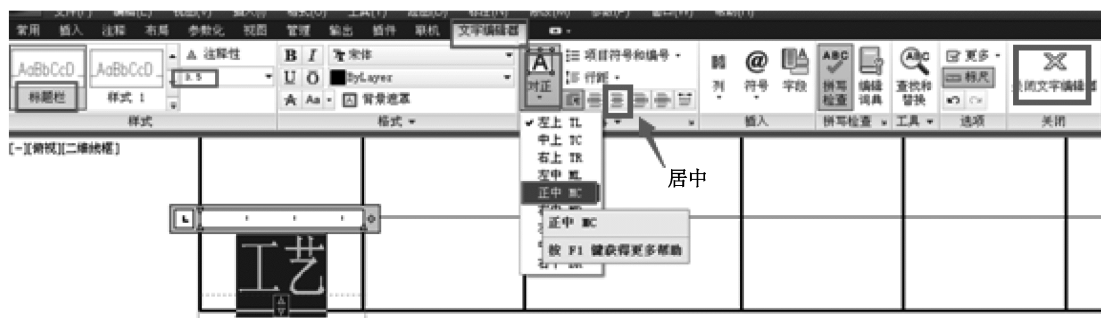 常用 插入 注释 布局 参数化 视图 管理 输出 插件 联机 文字编辑器
AaBbCcD AaBbCcD 注释性 B I 宋体 A 项目符号和编号 @ ABC ABC 更多
3.5 U O ByLayer 对正 行距 列 符号 字段 拼写检查 编辑词典 查找和替换 标尺 关闭文字编辑器
标题栏 样式 1 Aa 背景遮罩
样式 格式 插入 拼写检查 工具 选项 关闭
[-][俯视][二维线框]
左上 TL
中上 TC
右上 TR
左中 ML
正中 MC
正中 MC
按 F1 键获得更多帮助
居中
工艺